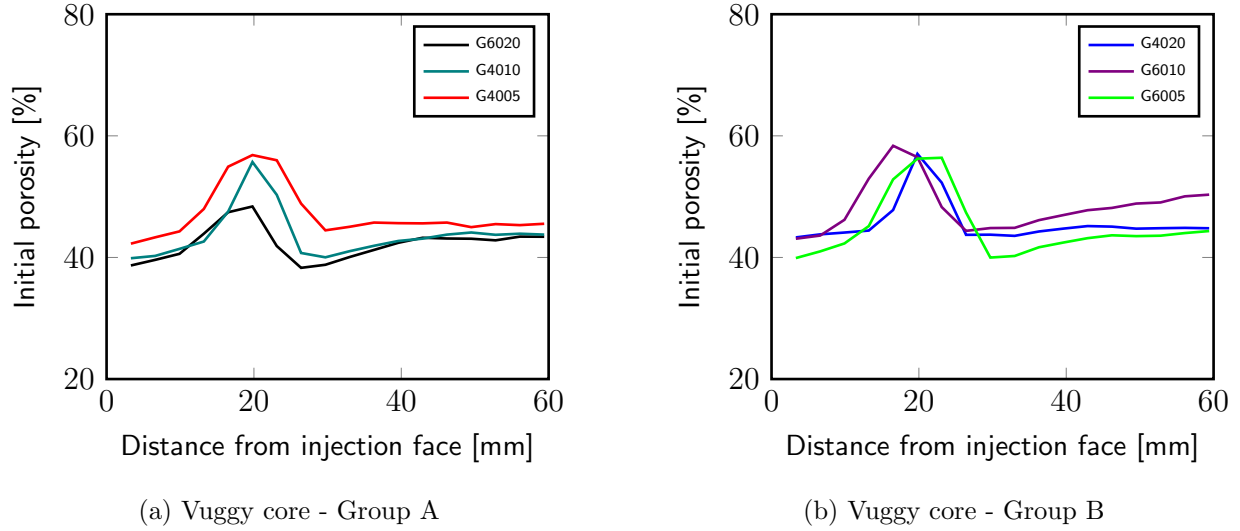 80
60
40
20
0
20
40
60
Initial porosity [%]
Distance from injection face [mm]
G6020
G4010
G4005
(a) Vuggy core - Group A
80
60
40
20
0
20
40
60
Initial porosity [%]
Distance from injection face [mm]
G4020
G6010
G6005
(b) Vuggy core - Group B